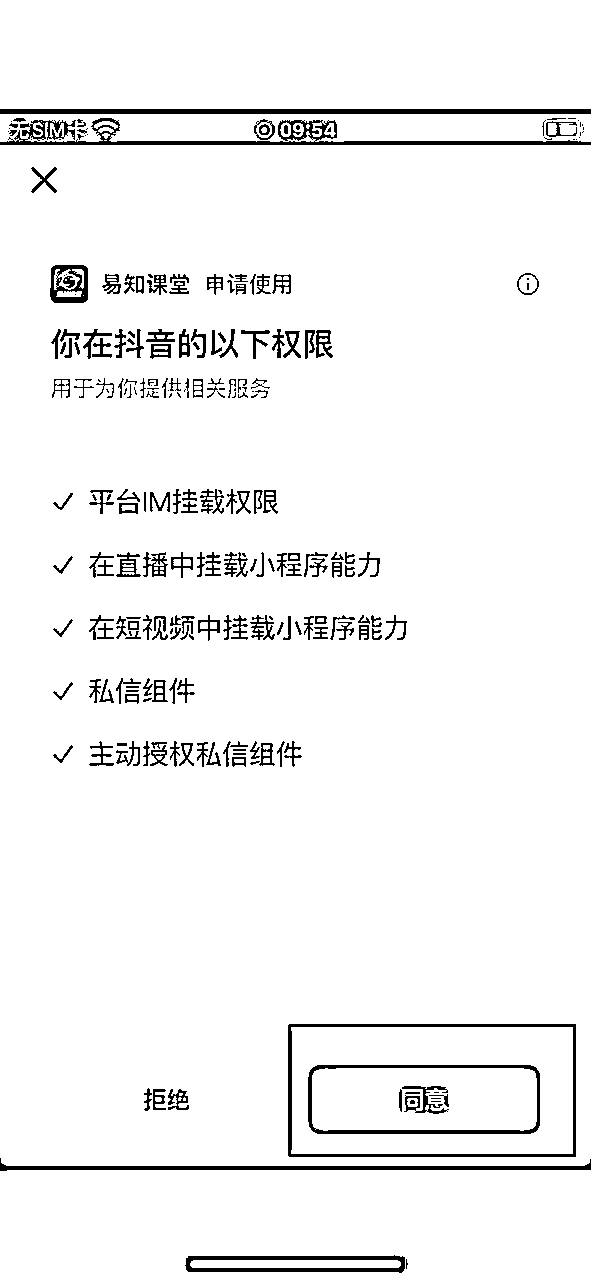 无SIM卡 09:54
易知课堂 申请使用
你在抖音的以下权限
用于为你提供相关服务
平台IM挂载权限
在直播中挂载小程序能力
在短视频中挂载小程序能力
私信组件
主动授权私信组件
拒绝 同意